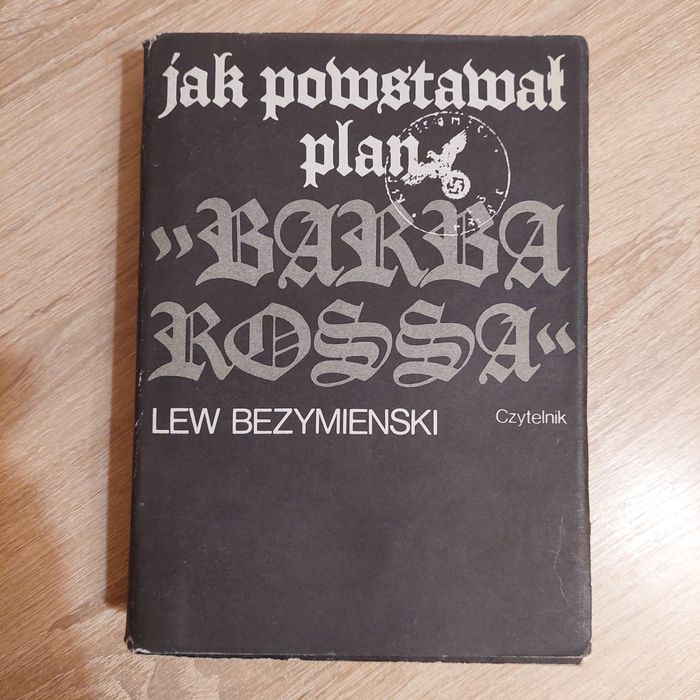 jak powstawał
plan
„BARBA
ROSSA“
LEW BEZYMIENSKI
Czytelnik